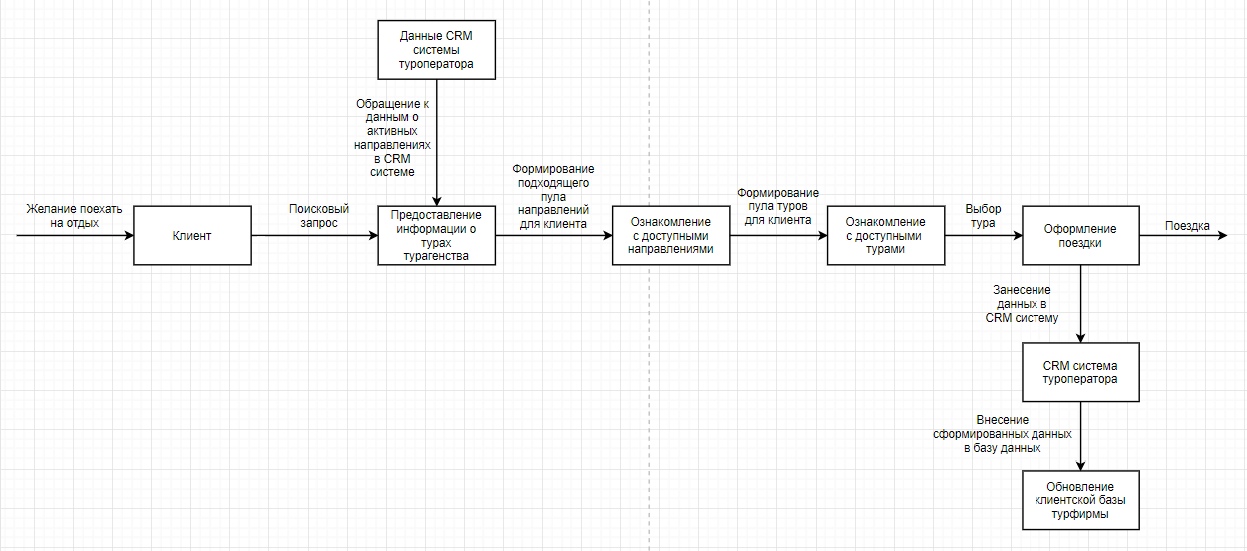 Данные CRM
системы
туроператора
Обращение к
данным о
активных
направлениях
в CRM
системе
Желание поехать
на отдых
Клиент
Поисковый
запрос
Предоставление
информации о
турах
турагенства
Формирование
подходящего
пула
направлений
для клиента
Ознакомление
с доступными
направлениями
Формирование
пула туров
для клиента
Ознакомление
с доступными
турами
Выбор
тура
Оформление
поездки
Поездка
Занесение
данных в
CRM систему
CRM система
туроператора
Внесение
сформированных данных
в базу данных
Обновление
клиентской базы
турфирмы